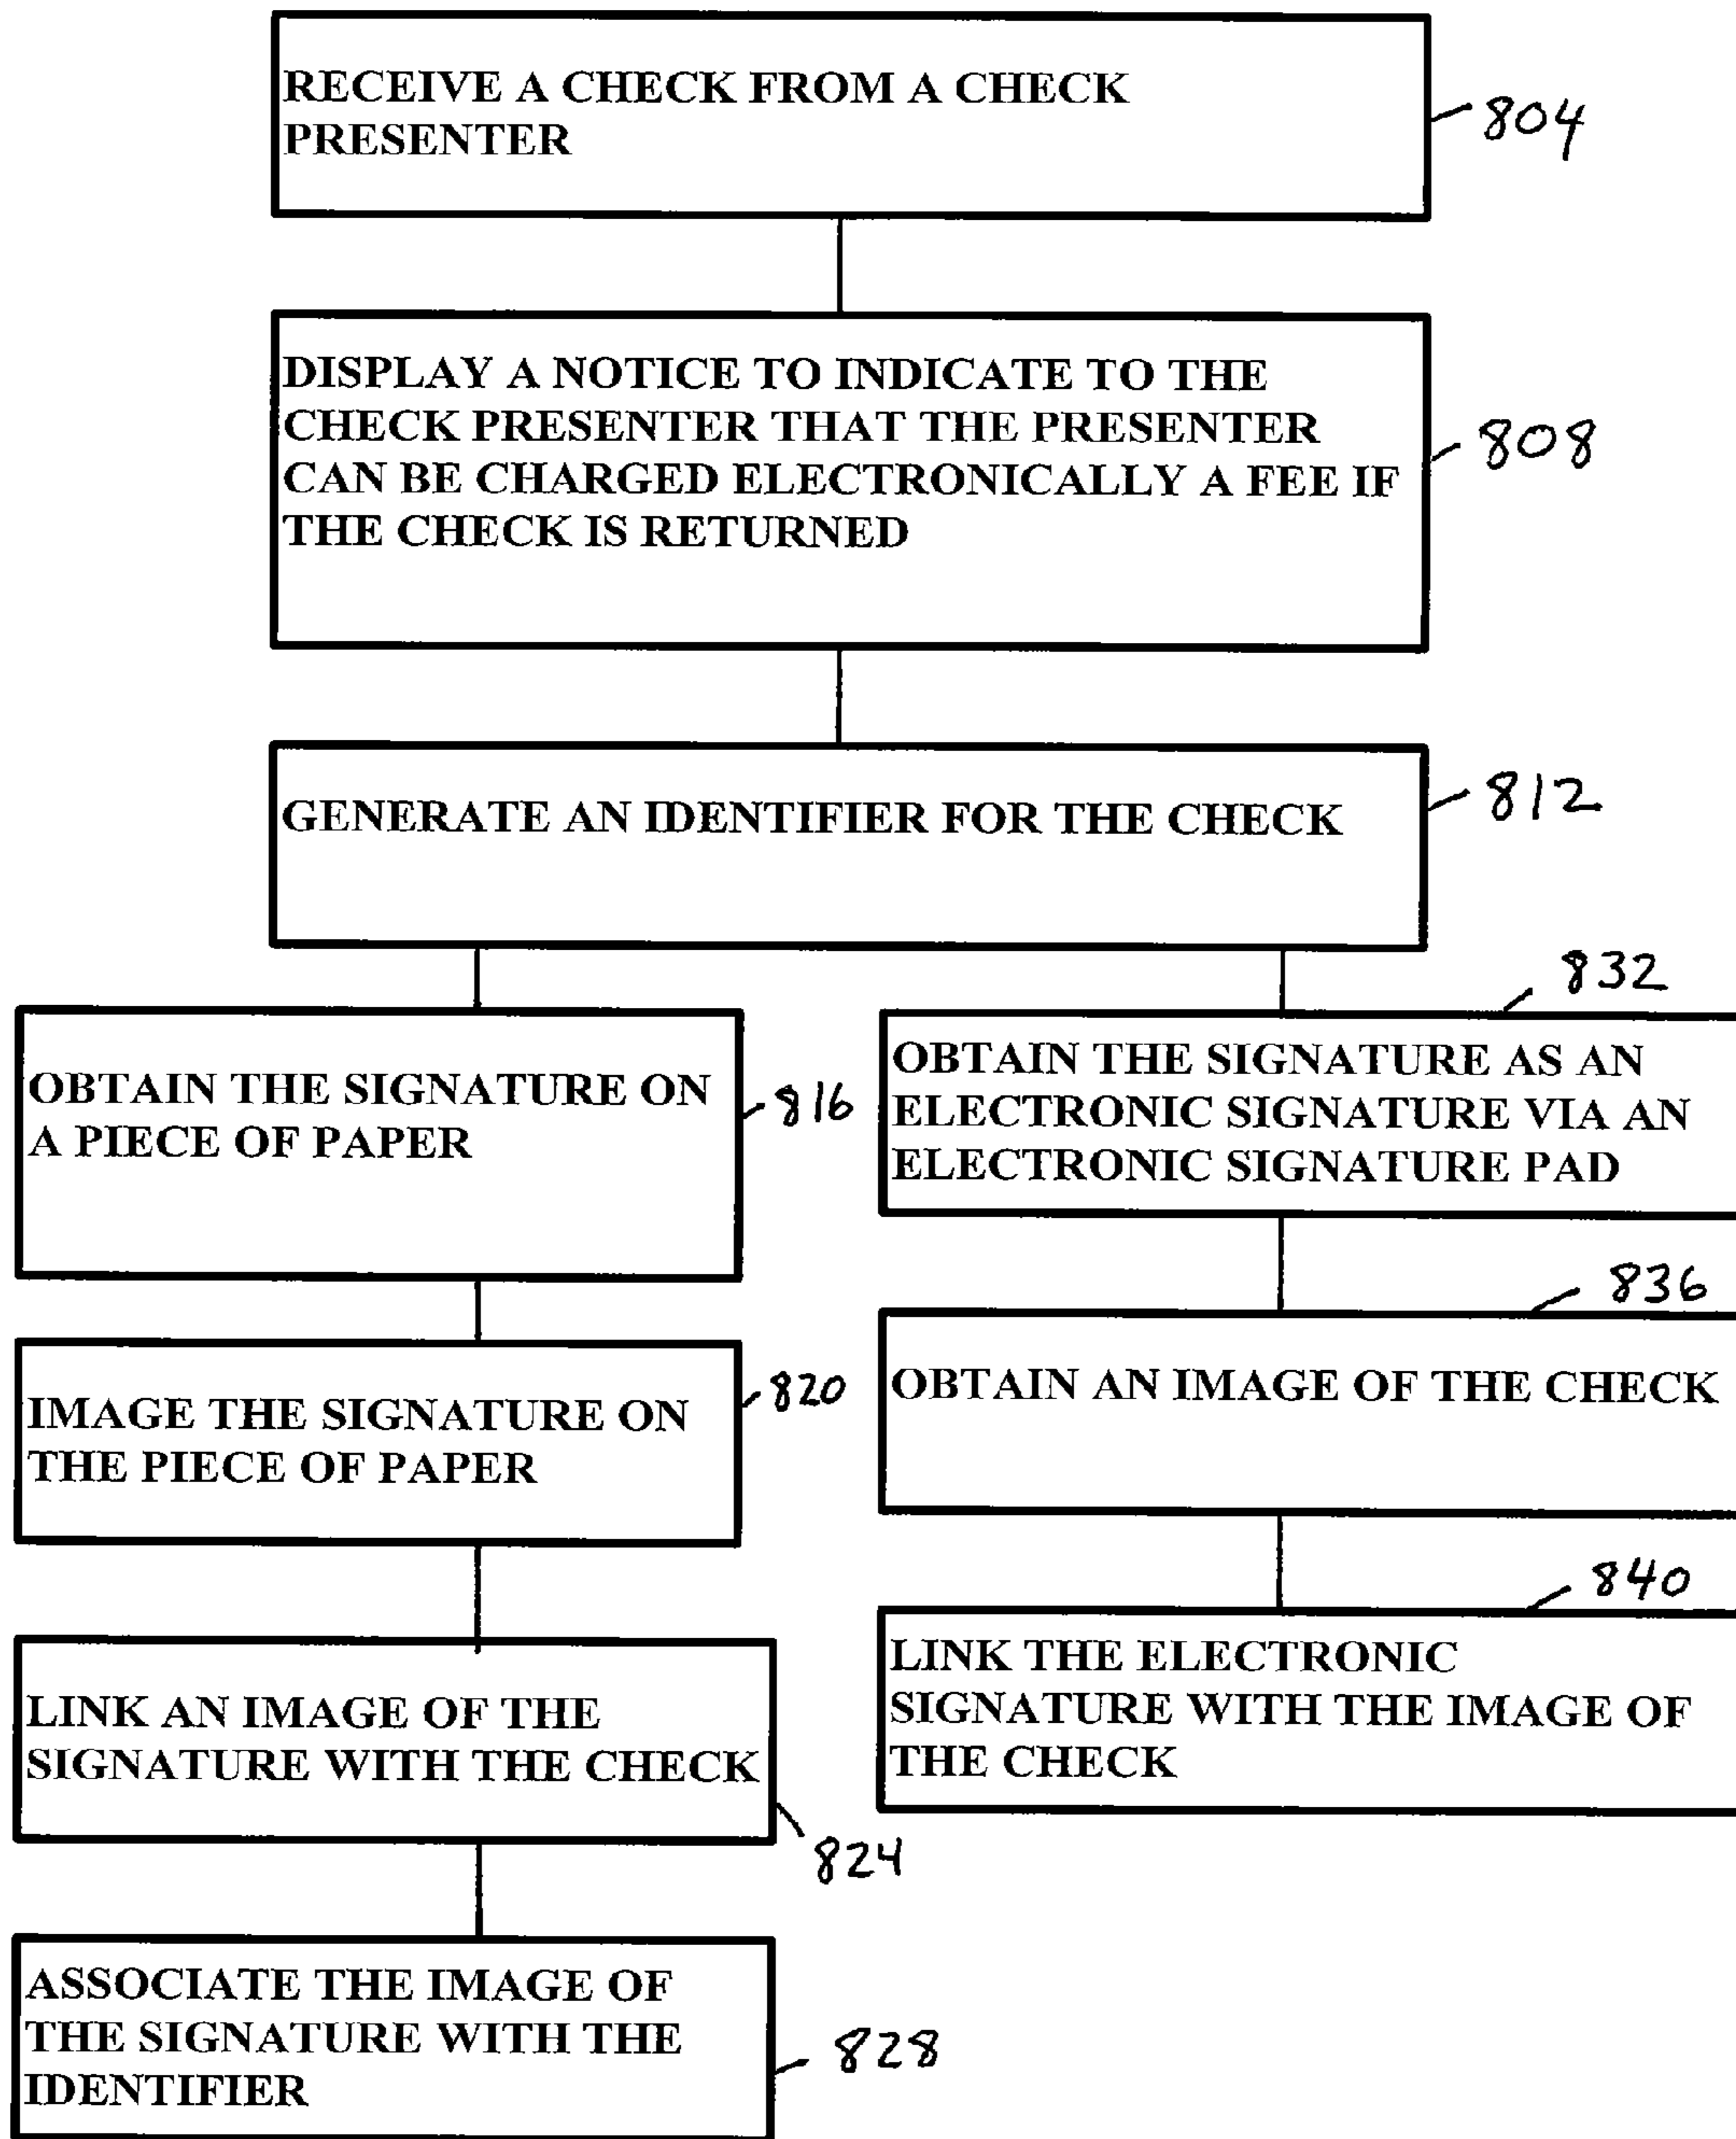 RECEIVE A CHECK FROM A CHECK
PRESENTER
804
DISPLAY A NOTICE TO INDICATE TO THE
CHECK PRESENTER THAT THE PRESENTER
CAN BE CHARGED ELECTRONICALLY A FEE IF
THE CHECK IS RETURNED
808
GENERATE AN IDENTIFIER FOR THE CHECK
812
OBTAIN THE SIGNATURE ON
A PIECE OF PAPER
816
IMAGE THE SIGNATURE ON
THE PIECE OF PAPER
820
LINK AN IMAGE OF THE
SIGNATURE WITH THE CHECK
824
ASSOCIATE THE IMAGE OF
THE SIGNATURE WITH THE
IDENTIFIER
828
832
OBTAIN THE SIGNATURE AS AN
ELECTRONIC SIGNATURE VIA AN
ELECTRONIC SIGNATURE PAD
836
OBTAIN AN IMAGE OF THE CHECK
840
LINK THE ELECTRONIC
SIGNATURE WITH THE IMAGE OF
THE CHECK